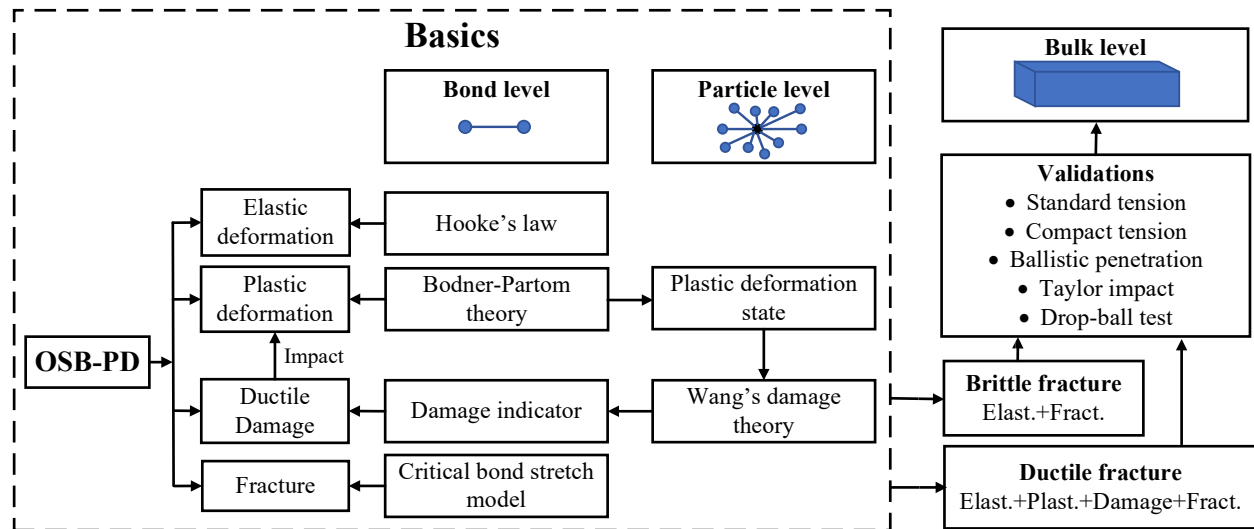 Basics
Bond level
Particle level
Elastic
deformation
Hooke’s law
Plastic
deformation
Bodner-Partom
theory
Plastic deformation
state
OSB-PD
Impact
Ductile
Damage
Damage indicator
Wang’s damage
theory
Fracture
Critical bond stretch
model
Bulk level
Validations
● Standard tension
● Compact tension
● Ballistic penetration
● Taylor impact
● Drop-ball test
Brittle fracture
Elast.+Fract.
Ductile fracture
Elast.+Plast.+Damage+Fract.